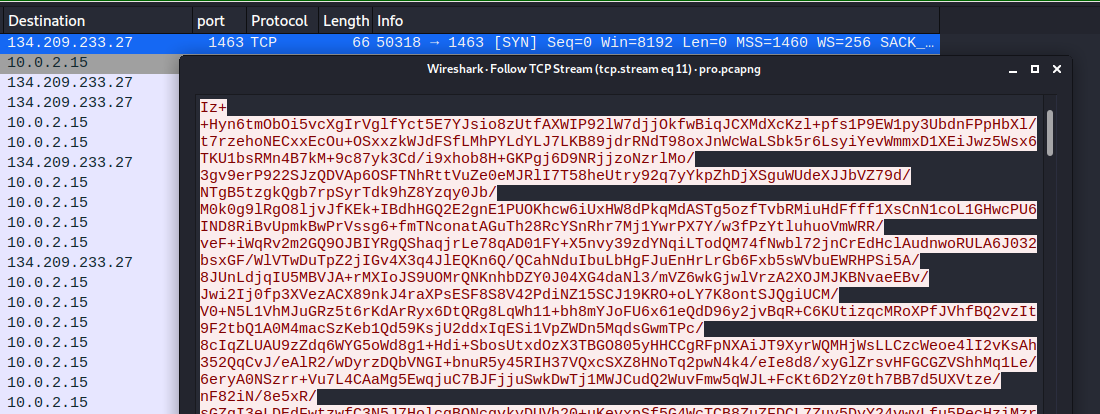 Destination port Protocol Length Info
134.209.233.27 1463 TCP 66 50318 → 1463 [SYN] Seq=0 Win=8192 Len=0 MSS=1460 WS=256 SACK_…
10.0.2.15
134.209.233.27
134.209.233.27
10.0.2.15
10.0.2.15
134.209.233.27
10.0.2.15
10.0.2.15
10.0.2.15
10.0.2.15
134.209.233.27
10.0.2.15
10.0.2.15
10.0.2.15
10.0.2.15
10.0.2.15
10.0.2.15
10.0.2.15
Wireshark · Follow TCP Stream (tcp.stream eq 11) · pro.pcapng
Iz+
+Hyn6tmObOi5vcXgIrVglfYct5E7YJsio8zUtfAXWIP92lW7djjOkfwBiqJCXMdXcKzl+pfs1P9EW1py3UbdnFPpHbXl/
t7rzehoNECxxEcOu+OSxxzkWJdFSfLMhPYLdYLJ7LKB89jdrRNdT98oxJnWcWaLSbk5r6LsyiYevWmmxD1XEiJwz5Wsx6
TKU1bsRMn4B7kM+9c87yk3Cd/i9xhob8H+GKPgj6D9NRjjzoNzrlMo/
3gv9erP922SJzQDVAp6OSFTNhRttVuZe0eMJRlI7T58heUtry92q7yYkpZhDjXSguWUdeXJJbVZ79d/
NTgB5tzgkQgb7rpSyrTdk9hZ8Yzqy0Jb/
M0k0g9lRgO8ljvJfKEk+IBdhHGQ2E2gnE1PUOKhcw6iUxHW8dPkqMdASTg5ozfTvbRMiuHdFfff1XsCnN1coL1GHwcPU6
IND8RiBvUpmkBwPrVssg6+fmTNconatAGuTh28RcYSnRhr7Mj1YwrPX7Y/w3fPzYtluhuoVmWRR/
veF+iWqRv2m2GQ9OJBIYRgQShaqjrLe78qAD01FY+X5nvy39zdYNqiLTodQM74fNwbl72jnCrEdHclAudnwoRULA6J032
bsxGF/WlVTwDuTpZ2jIGv4X3q4JlEQKn6Q/QCahNduIbuLbHgFJuEnHrLrGb6Fxb5sWVbuEWRHPSi5A/
8JUnLdjqIU5MBVJA+rMXIoJS9UOMrQNKnhbDZY0J04XG4daNl3/mVZ6wkGjwlVrzA2XOJMJKBNvaeEBv/
Jwi2Ij0fp3XVezACX89nkJ4raXPsESF8S8V42PdiNZ15SCJ19KRO+oLY7K8ontSJQgiUCM/
V0+N5L1VhMJuGRz5t6rKdArRyx6DtQRg8LqWh11+bh8mYJoFU6x61eQdD96y2jvBqR+C6KUtizqcMRoXPfJVhfBQ2vzIt
9F2tbQ1A0M4macSzKeb1Qd59KsjU2ddxIqESi1VpZWDn5MqdsGwmTPc/
8cIqZLUAU9zZdq6WYG5oWd8g1+Hdi+SbosUtxdOzX3TBGO805yHHCCgRFpNXAiJT9XyrWQMHjWsLLCzcWeoe4lI2vKsAh
352QqCvJ/eAlR2/wDyrzDQbVNGI+bnuR5y45RIH37VQxcSXZ8HNoTq2pwN4k4/eIe8d8/xyGlZrsvHFGCGZVShhMq1Le/
6eryA0NSzrr+Vu7L4CAaMg5EwqjuC7BJFjjuSwkDwTj1MWJCudQ2WuvFmw5qWJL+FcKt6D2Yz0th7BB7d5UXVtze/
nF82iN/8e5xR/